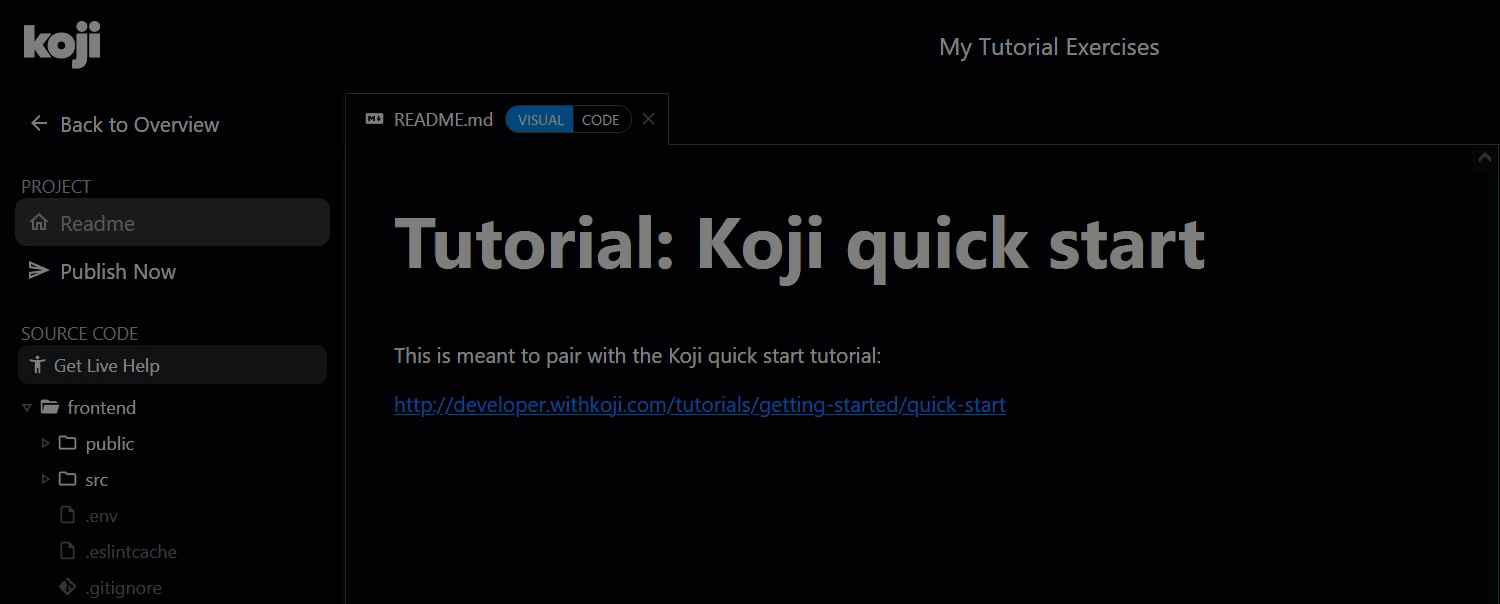 koji
My Tutorial Exercises
Back to Overview
README.md VISUAL CODE
PROJECT
Readme
Publish Now
SOURCE CODE
Get Live Help
frontend
public
src
.env
.eslintcache
.gitignore
Tutorial: Koji quick start
This is meant to pair with the Koji quick start tutorial:
http://developer.withkoji.com/tutorials/getting-started/quick-start